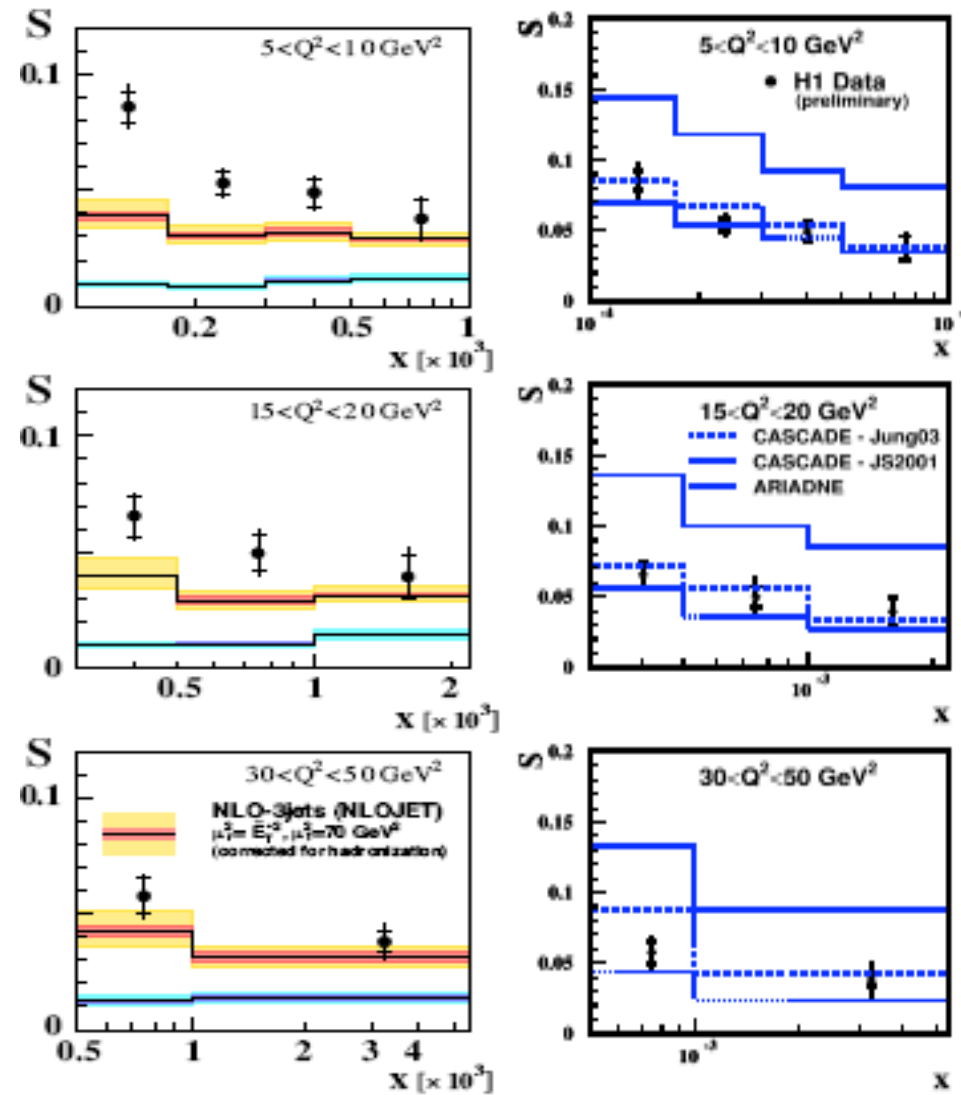 S
5<Q²<10 GeV²
0.1
0
0.2 0.5 1
x [× 10³]
S
0.2
5<Q²<10 GeV²
H1 Data
(preliminary)
0.15
0.1
0.05
0
10⁻⁴
x
S
15<Q²<20 GeV²
0.1
0
0.5 1 2
x [× 10³]
S
0.2
15<Q²<20 GeV²
CASCADE - Jung03
CASCADE - JS2001
ARIADNE
0.15
0.1
0.05
0
10⁻³
x
S
30<Q²<50 GeV²
0.1
NLO-3jets (NLOJET)
(corrected for hadronization)
0
0.5 1 3 4
x [× 10³]
S
0.2
30<Q²<50 GeV²
0.15
0.1
0.05
0
x